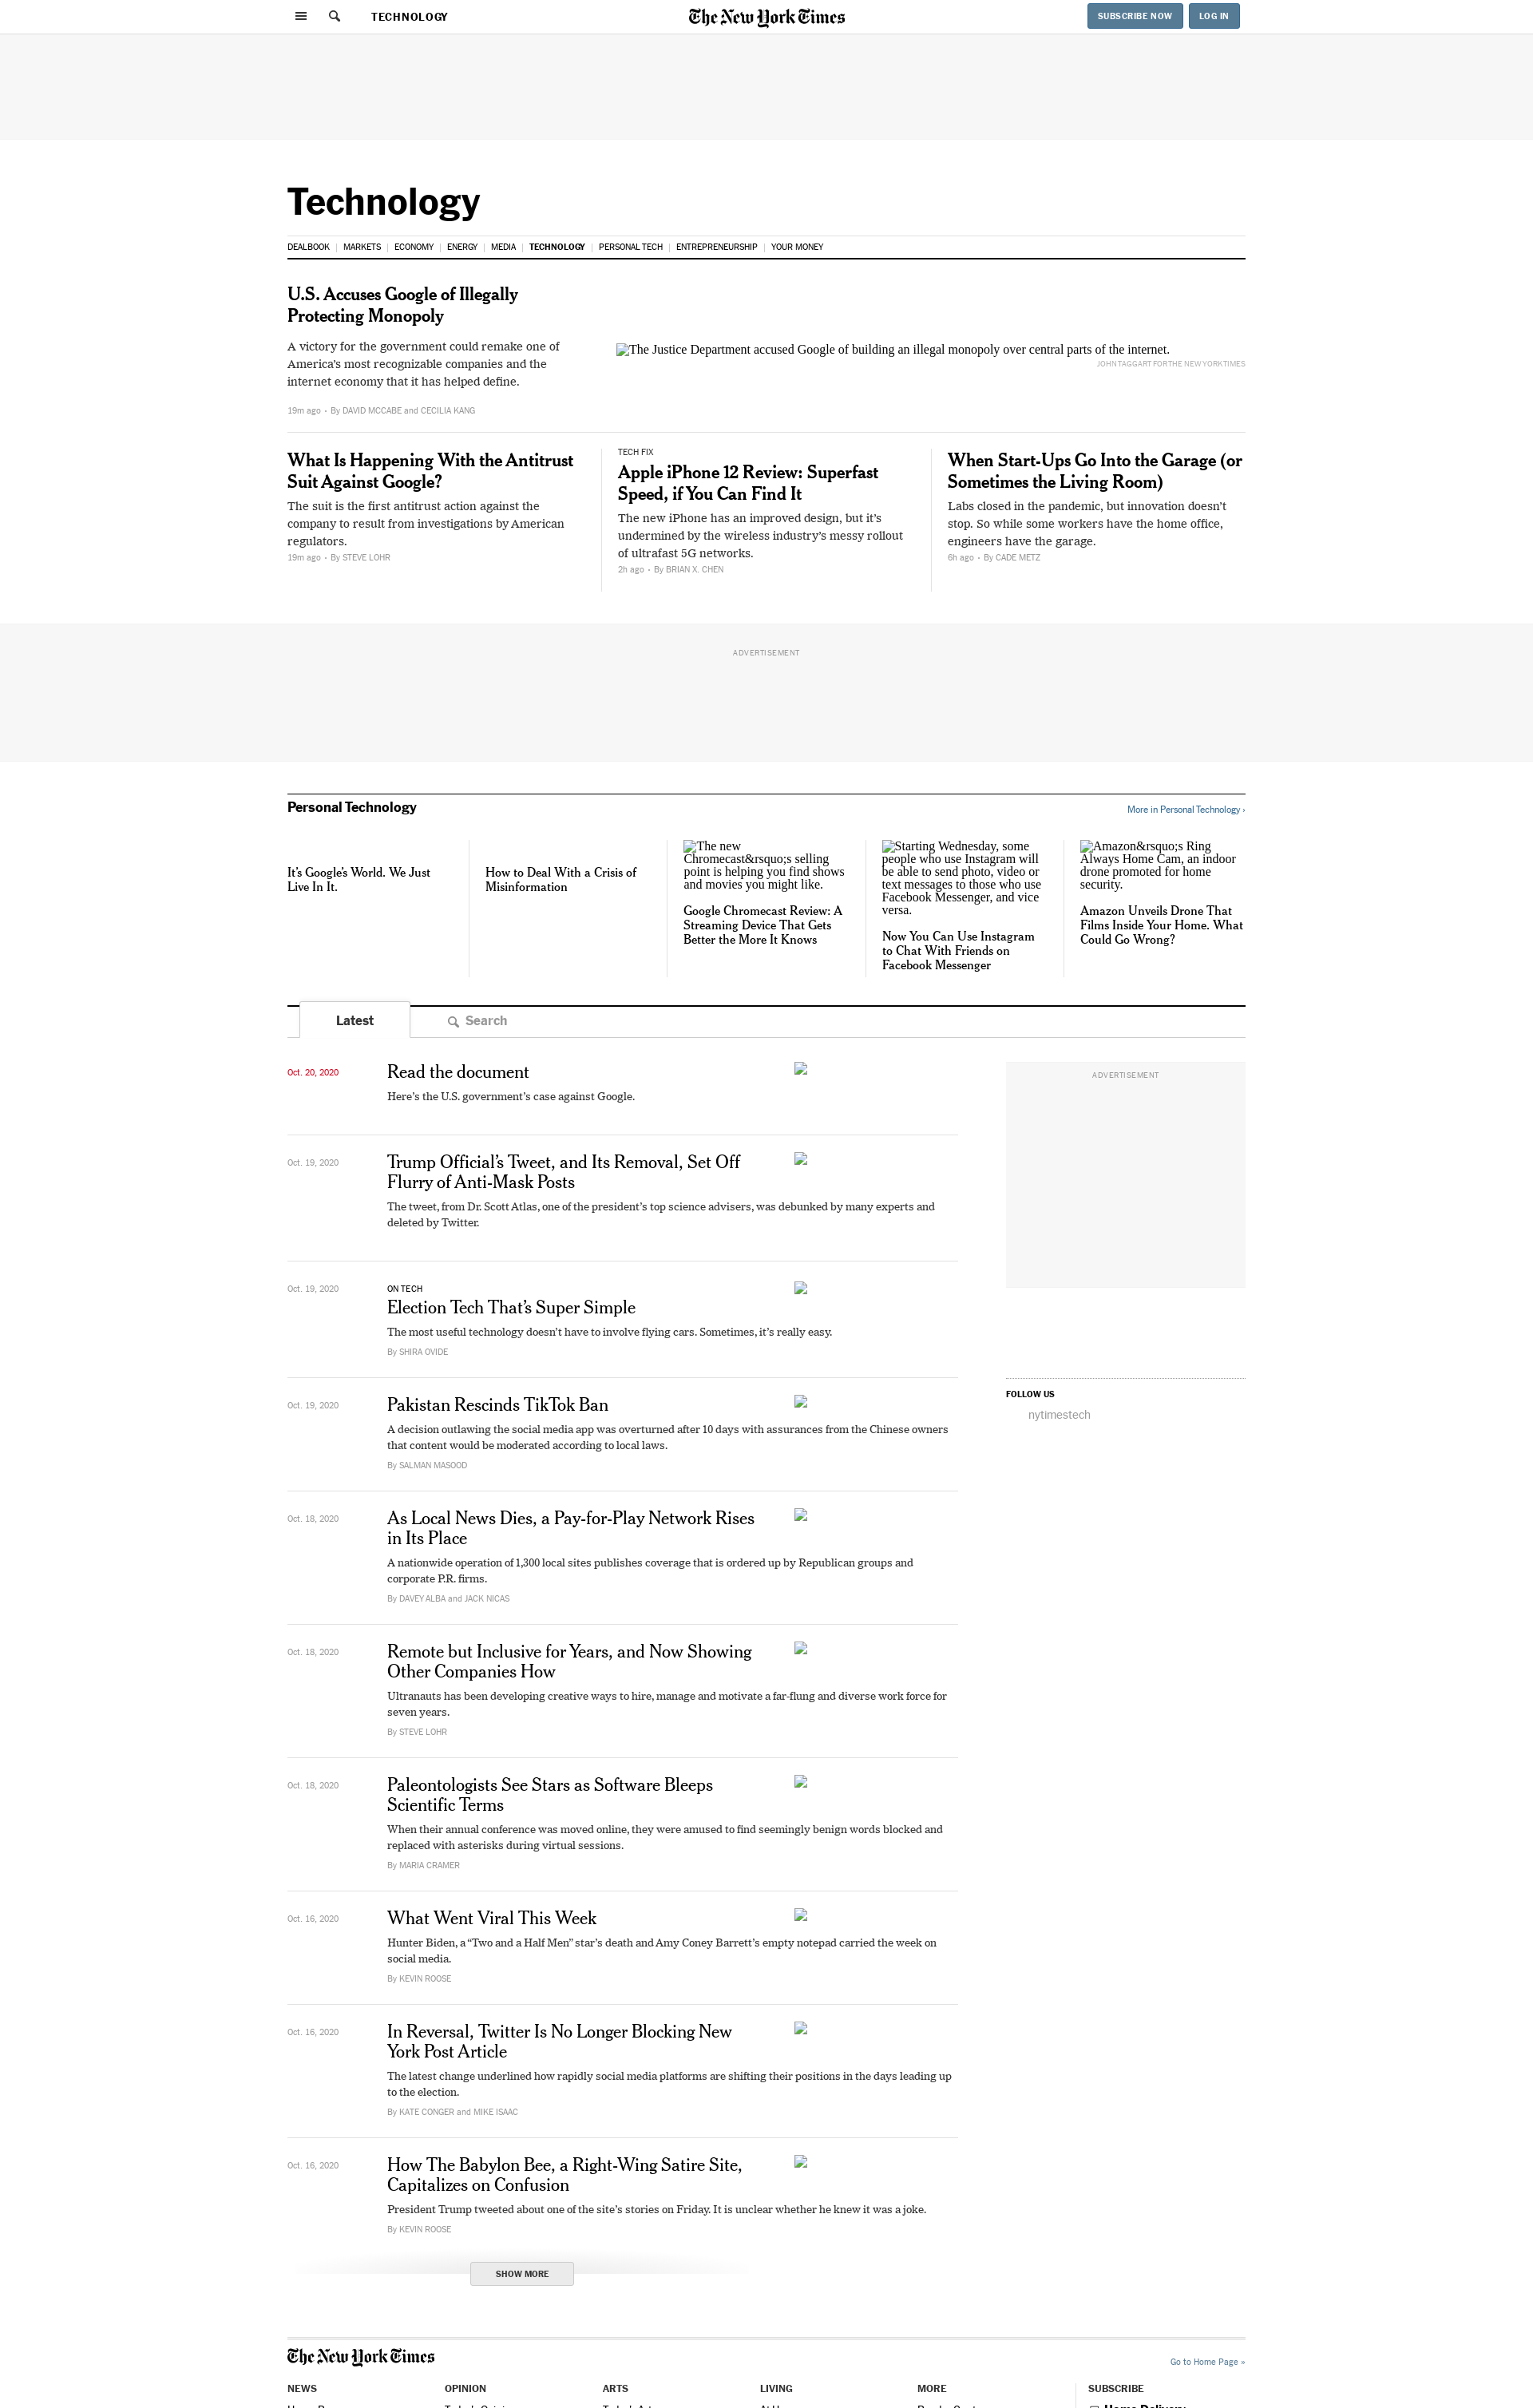 TECHNOLOGY
The New York Times
SUBSCRIBE NOW
LOG IN
Technology
DEALBOOK
MARKETS
ECONOMY
ENERGY
MEDIA
TECHNOLOGY
PERSONAL TECH
ENTREPRENEURSHIP
YOUR MONEY
U.S. Accuses Google of Illegally
Protecting Monopoly
A victory for the government could remake one of
America's most recognizable companies and the
internet economy that it has helped define.
19m ago • By DAVID MCCABE and CECILIA KANG
The Justice Department accused Google of building an illegal monopoly over central parts of the internet.
JOHN TAGGART FOR THE NEW YORK TIMES
What Is Happening With the Antitrust
Suit Against Google?
The suit is the first antitrust action against the
company to result from investigations by American
regulators.
19m ago • By STEVE LOHR
TECH FIX
Apple iPhone 12 Review: Superfast
Speed, if You Can Find It
The new iPhone has an improved design, but it's
undermined by the wireless industry's messy rollout
of ultrafast 5G networks.
2h ago • By BRIAN X. CHEN
When Start-Ups Go Into the Garage (or
Sometimes the Living Room)
Labs closed in the pandemic, but innovation doesn't
stop. So while some workers have the home office,
engineers have the garage.
6h ago • By CADE METZ
ADVERTISEMENT
Personal Technology
More in Personal Technology ›
It's Google's World. We Just
Live In It.
How to Deal With a Crisis of
Misinformation
The new
Chromecast&rsquo;s selling
point is helping you find shows
and movies you might like.
Google Chromecast Review: A
Streaming Device That Gets
Better the More It Knows
Starting Wednesday, some
people who use Instagram will
be able to send photo, video or
text messages to those who use
Facebook Messenger, and vice
versa.
Now You Can Use Instagram
to Chat With Friends on
Facebook Messenger
Amazon&rsquo;s Ring
Always Home Cam, an indoor
drone promoted for home
security.
Amazon Unveils Drone That
Films Inside Your Home. What
Could Go Wrong?
Latest
Search
Oct. 20, 2020
Read the document
Here's the U.S. government's case against Google.
Oct. 19, 2020
Trump Official's Tweet, and Its Removal, Set Off
Flurry of Anti-Mask Posts
The tweet, from Dr. Scott Atlas, one of the president's top science advisers, was debunked by many experts and
deleted by Twitter.
Oct. 19, 2020
ON TECH
Election Tech That's Super Simple
The most useful technology doesn't have to involve flying cars. Sometimes, it's really easy.
By SHIRA OVIDE
Oct. 19, 2020
Pakistan Rescinds TikTok Ban
A decision outlawing the social media app was overturned after 10 days with assurances from the Chinese owners
that content would be moderated according to local laws.
By SALMAN MASOOD
Oct. 18, 2020
As Local News Dies, a Pay-for-Play Network Rises
in Its Place
A nationwide operation of 1,300 local sites publishes coverage that is ordered up by Republican groups and
corporate P.R. firms.
By DAVEY ALBA and JACK NICAS
Oct. 18, 2020
Remote but Inclusive for Years, and Now Showing
Other Companies How
Ultranauts has been developing creative ways to hire, manage and motivate a far-flung and diverse work force for
seven years.
By STEVE LOHR
Oct. 18, 2020
Paleontologists See Stars as Software Bleeps
Scientific Terms
When their annual conference was moved online, they were amused to find seemingly benign words blocked and
replaced with asterisks during virtual sessions.
By MARIA CRAMER
Oct. 16, 2020
What Went Viral This Week
Hunter Biden, a “Two and a Half Men” star's death and Amy Coney Barrett's empty notepad carried the week on
social media.
By KEVIN ROOSE
Oct. 16, 2020
In Reversal, Twitter Is No Longer Blocking New
York Post Article
The latest change underlined how rapidly social media platforms are shifting their positions in the days leading up
to the election.
By KATE CONGER and MIKE ISAAC
Oct. 16, 2020
How The Babylon Bee, a Right-Wing Satire Site,
Capitalizes on Confusion
President Trump tweeted about one of the site's stories on Friday. It is unclear whether he knew it was a joke.
By KEVIN ROOSE
SHOW MORE
ADVERTISEMENT
FOLLOW US
nytimestech
The New York Times
Go to Home Page »
NEWS
OPINION
ARTS
LIVING
MORE
SUBSCRIBE